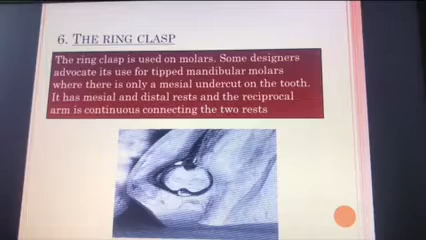 6. THE RING CLASP
The ring clasp is used on molars. Some designers
advocate its use for tipped mandibular molars
where there is only a mesial undercut on the tooth.
It has mesial and distal rests and the reciprocal
arm is continuous connecting the two rests